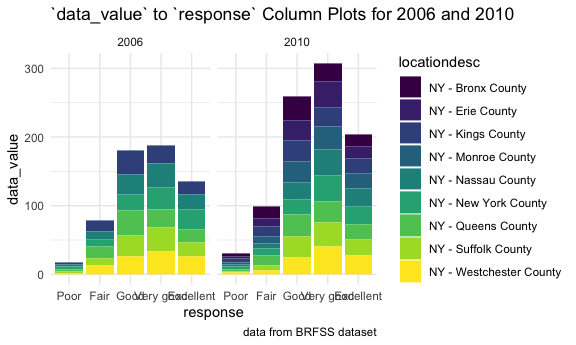 `data_value` to `response` Column Plots for 2006 and 2010
2006
2010
data_value
300
200
100
0
Poor Fair Good Very good Excellent
Poor Fair Good Very good Excellent
response
locationdesc
NY - Bronx County
NY - Erie County
NY - Kings County
NY - Monroe County
NY - Nassau County
NY - New York County
NY - Queens County
NY - Suffolk County
NY - Westchester County
data from BRFSS dataset